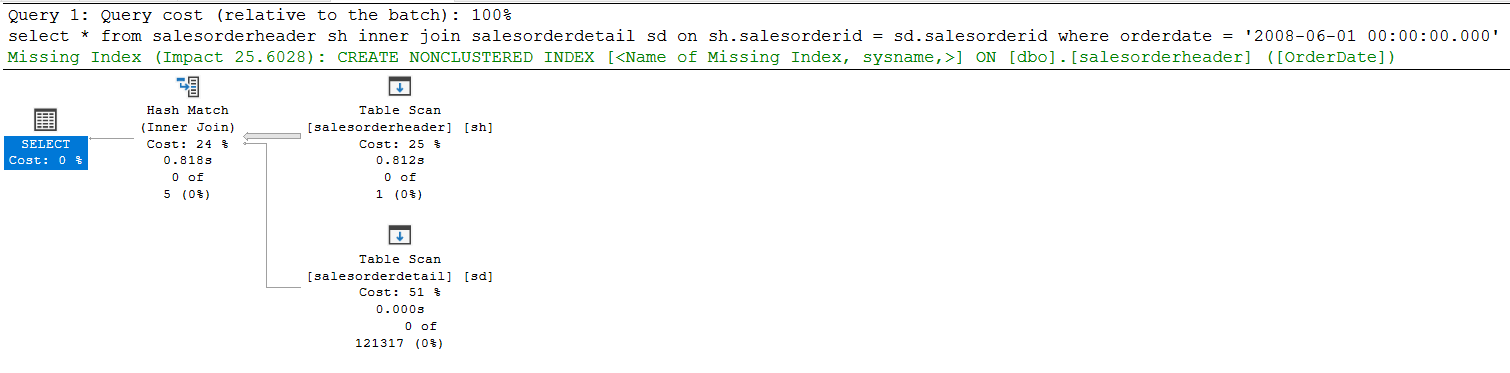 Query 1: Query cost (relative to the batch): 100%
select * from salesorderheader sh inner join salesorderdetail sd on sh.salesorderid = sd.salesorderid where orderdate = '2008-06-01 00:00:00.000'
Missing Index (Impact 25.6028): CREATE NONCLUSTERED INDEX [<Name of Missing Index, sysname,>] ON [dbo].[salesorderheader] ([OrderDate])
SELECT
Cost: 0 %
Hash Match
(Inner Join)
Cost: 24 %
0.818s
0 of
5 (0%)
Table Scan
[salesorderheader] [sh]
Cost: 25 %
0.812s
0 of
1 (0%)
Table Scan
[salesorderdetail] [sd]
Cost: 51 %
0.000s
0 of
121317 (0%)